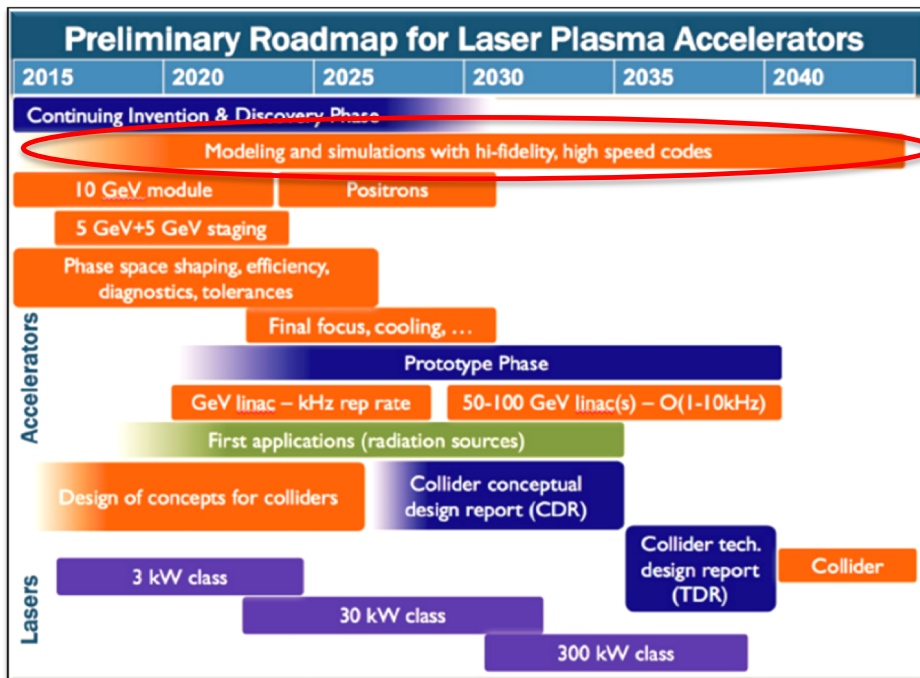 Preliminary Roadmap for Laser Plasma Accelerators
2015 2020 2025 2030 2035 2040
Continuing Invention & Discovery Phase
Modeling and simulations with hi-fidelity, high speed codes
10 GeV module Positrons
5 GeV+5 GeV staging
Phase space shaping, efficiency,
diagnostics, tolerances
Final focus, cooling, ...
Accelerators
Prototype Phase
GeV linac – kHz rep rate 50-100 GeV linac(s) – O(1-10kHz)
First applications (radiation sources)
Design of concepts for colliders
Collider conceptual
design report (CDR)
Collider tech.
design report
(TDR)
Collider
Lasers
3 kW class
30 kW class
300 kW class